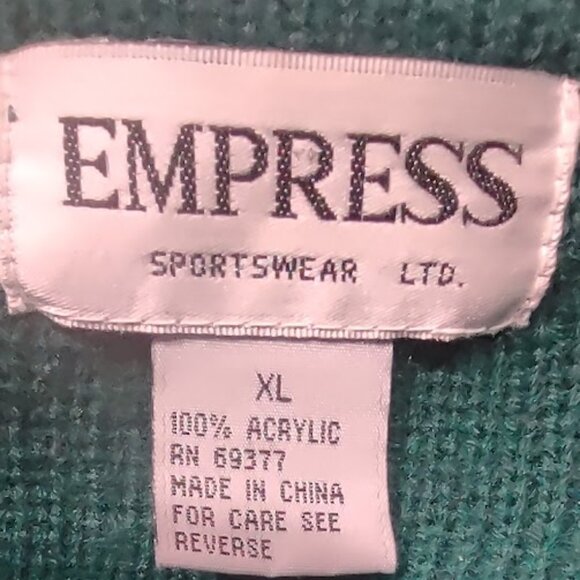 EMPRESS
SPORTSWEAR LTD.
XL
100% ACRYLIC
RN 69377
MADE IN CHINA
FOR CARE SEE
REVERSE